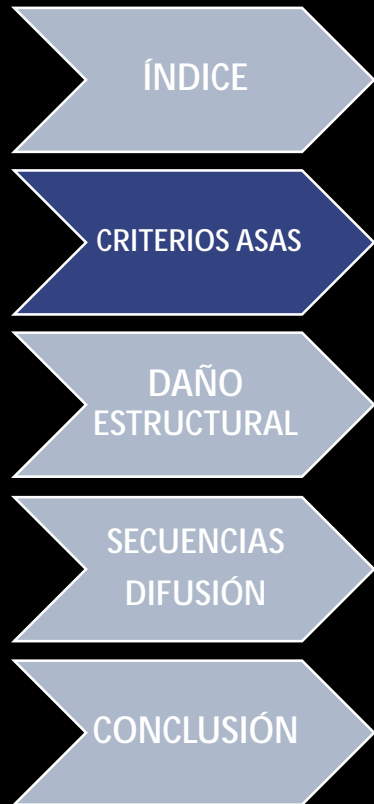 ÍNDICE
CRITERIOS ASAS
DAÑO
ESTRUCTURAL
SECUENCIAS
DIFUSIÓN
CONCLUSIÓN